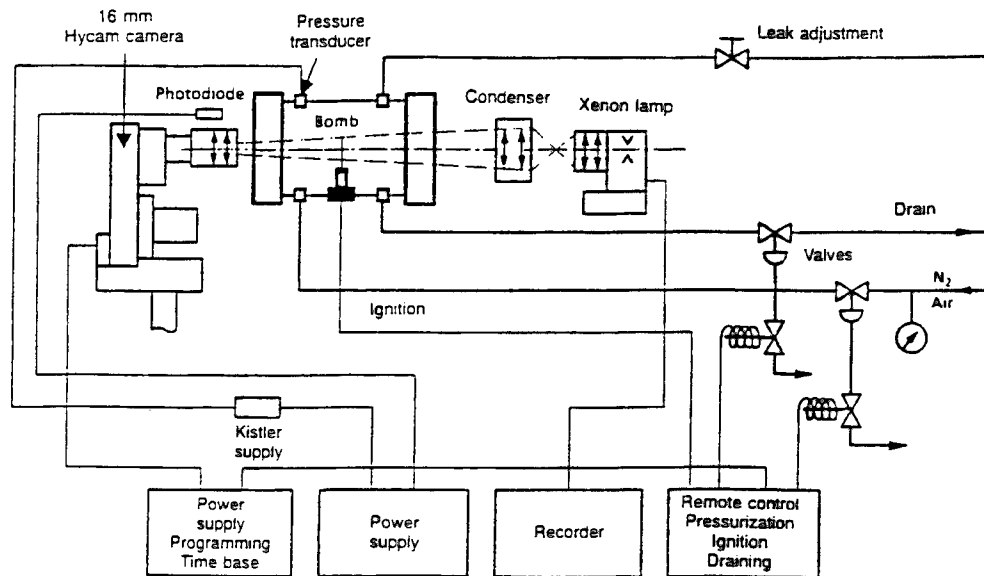 16 mm
Hycam camera
Pressure
transducer
Leak adjustment
Photodiode
Bomb
Condenser
Xenon lamp
Drain
Valves
N2
Air
Ignition
Kistler
supply
Power
supply
Programming
Time base
Power
supply
Recorder
Remote control
Pressurization
Ignition
Draining